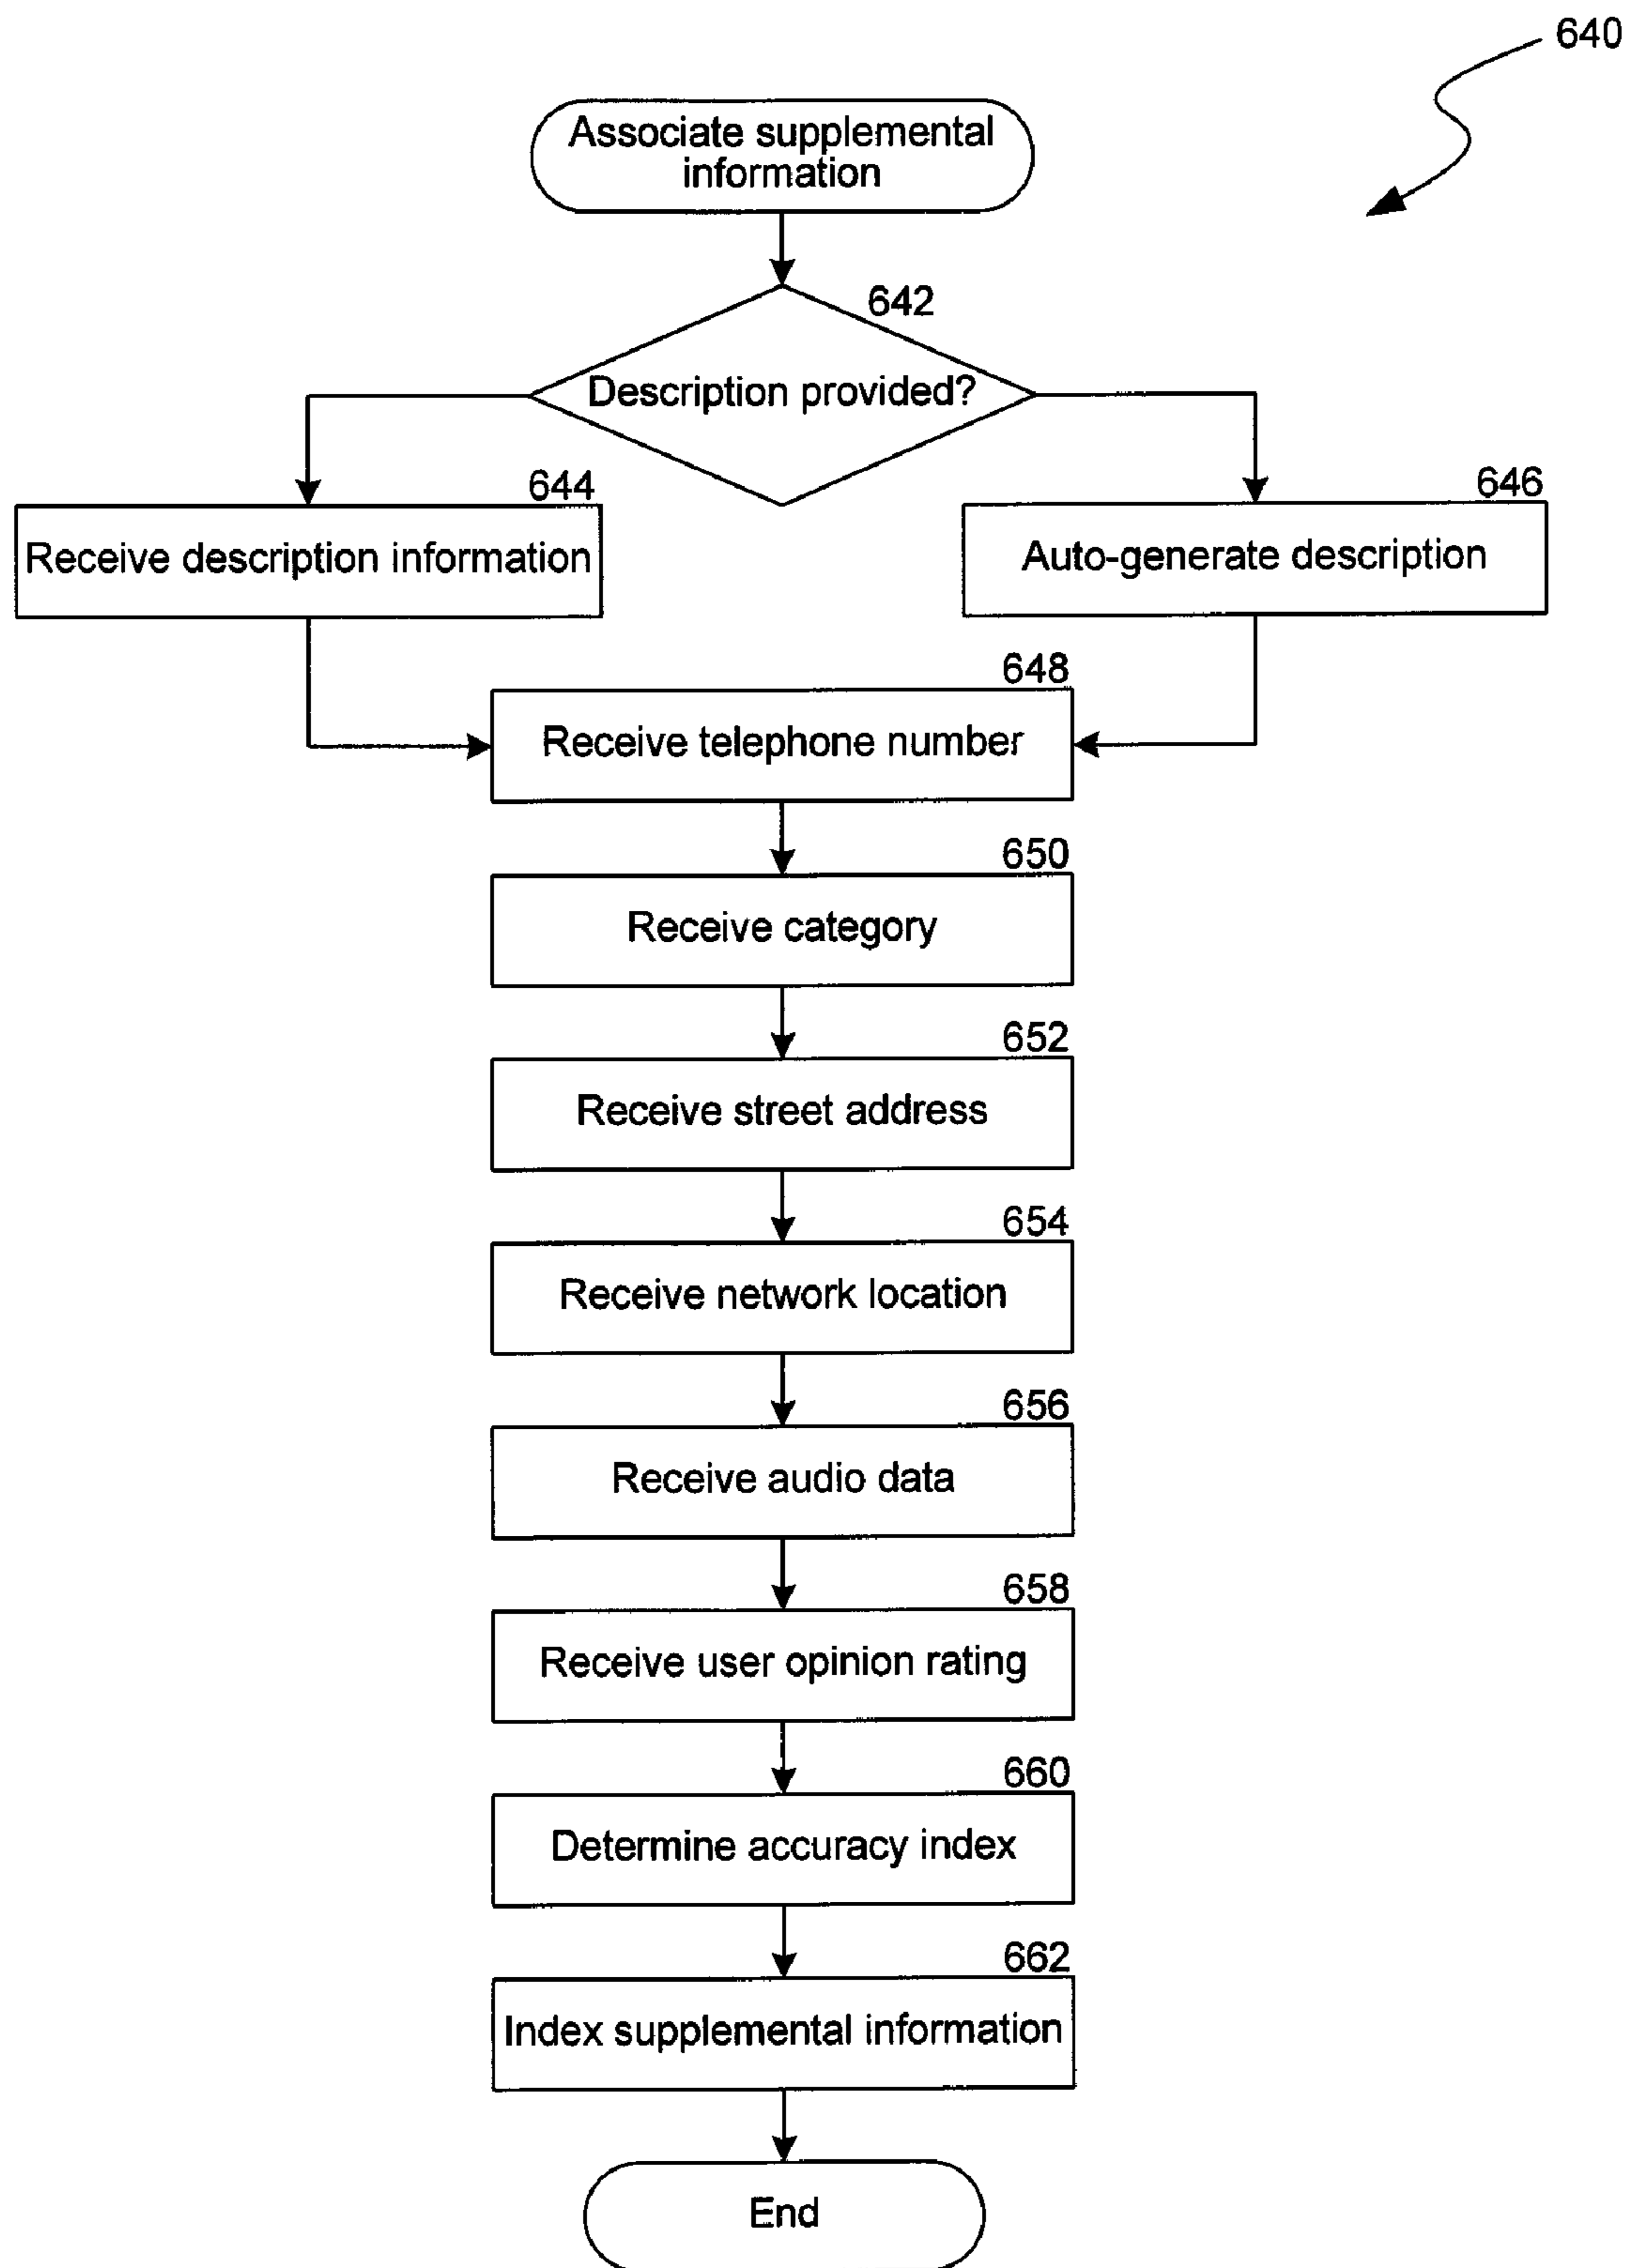 640
Associate supplemental
information
642
Description provided?
644
Receive description information
646
Auto-generate description
648
Receive telephone number
650
Receive category
652
Receive street address
654
Receive network location
656
Receive audio data
658
Receive user opinion rating
660
Determine accuracy index
662
Index supplemental information
End